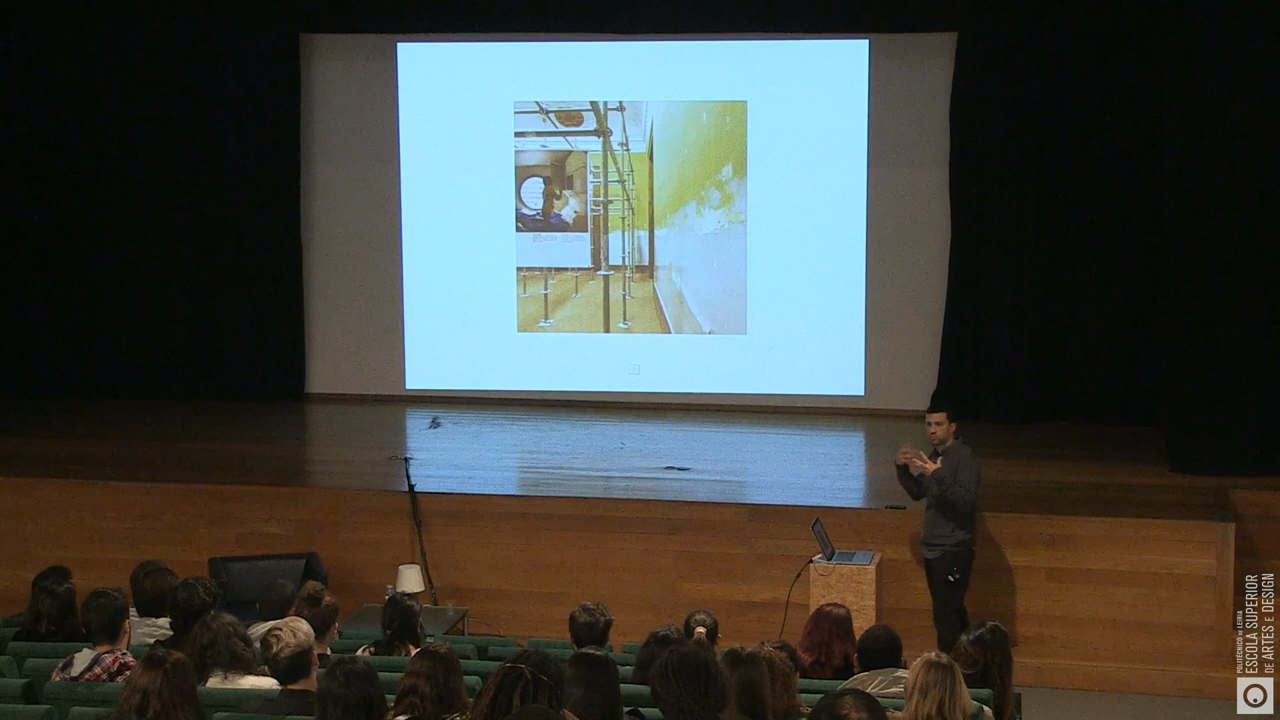 POLITÉCNICO DE LEIRIA
ESCOLA SUPERIOR
DE ARTES E DESIGN